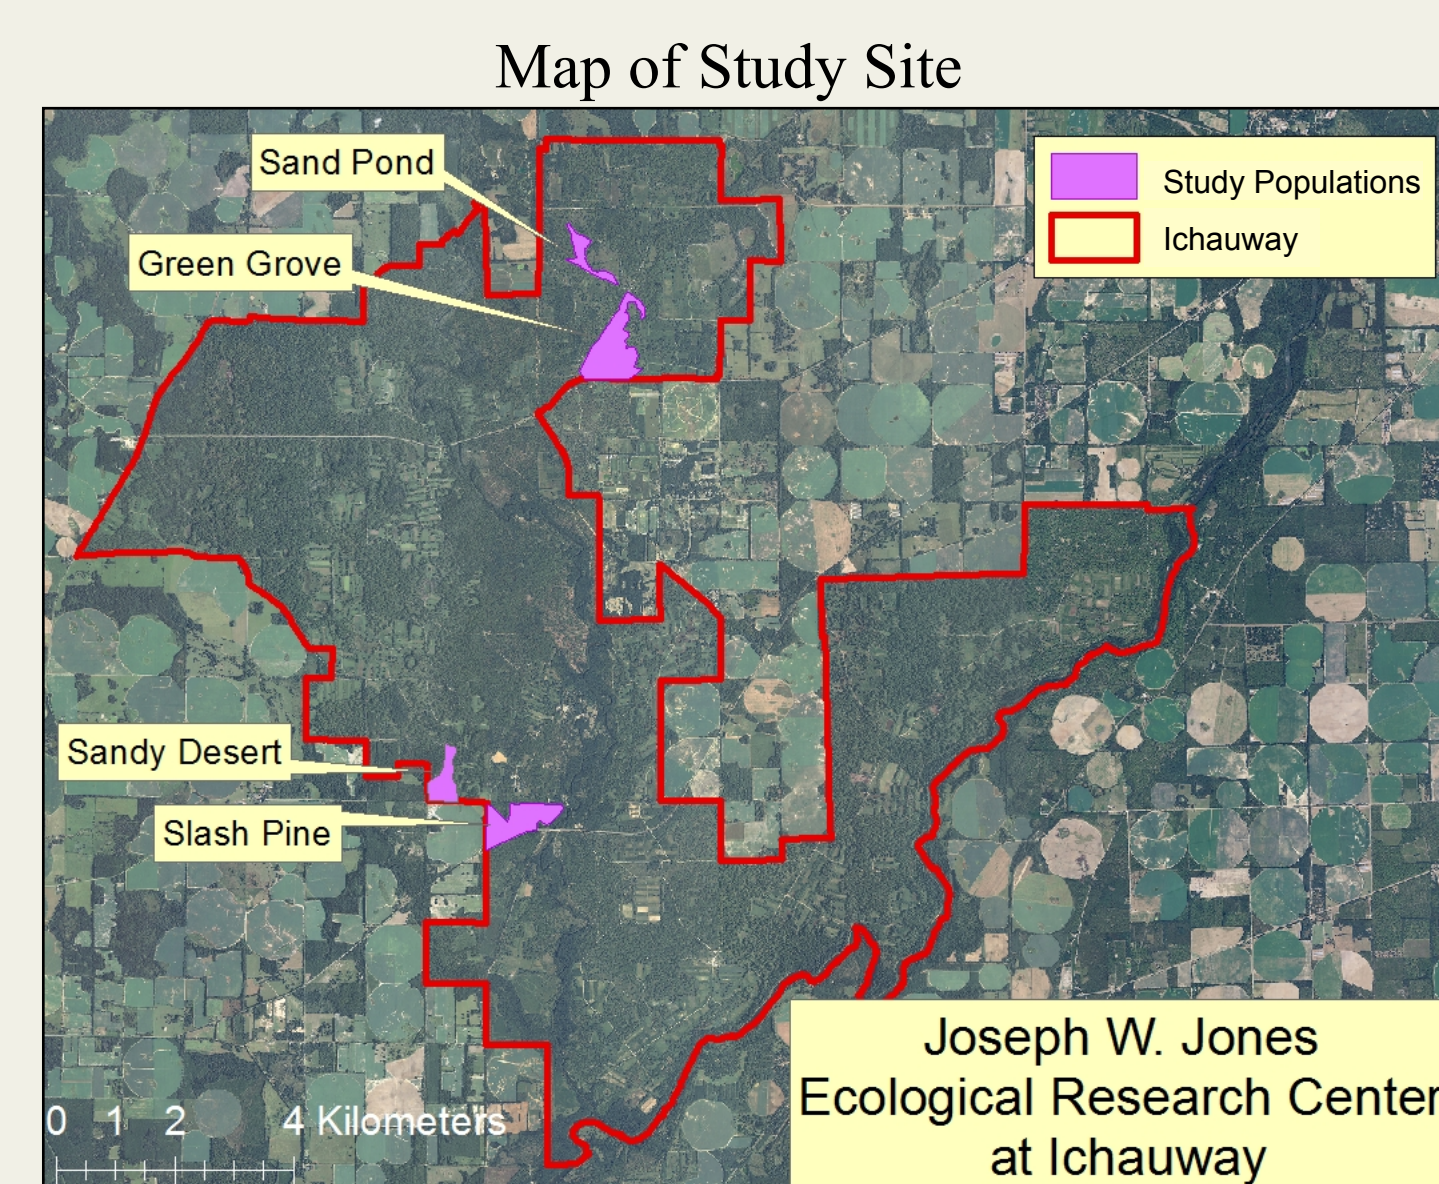 Map of Study Site
Sand Pond
Study Populations
Ichauway
Green Grove
Sandy Desert
Slash Pine
0 1 2 4 Kilometers
Joseph W. Jones
Ecological Research Center
at Ichauway